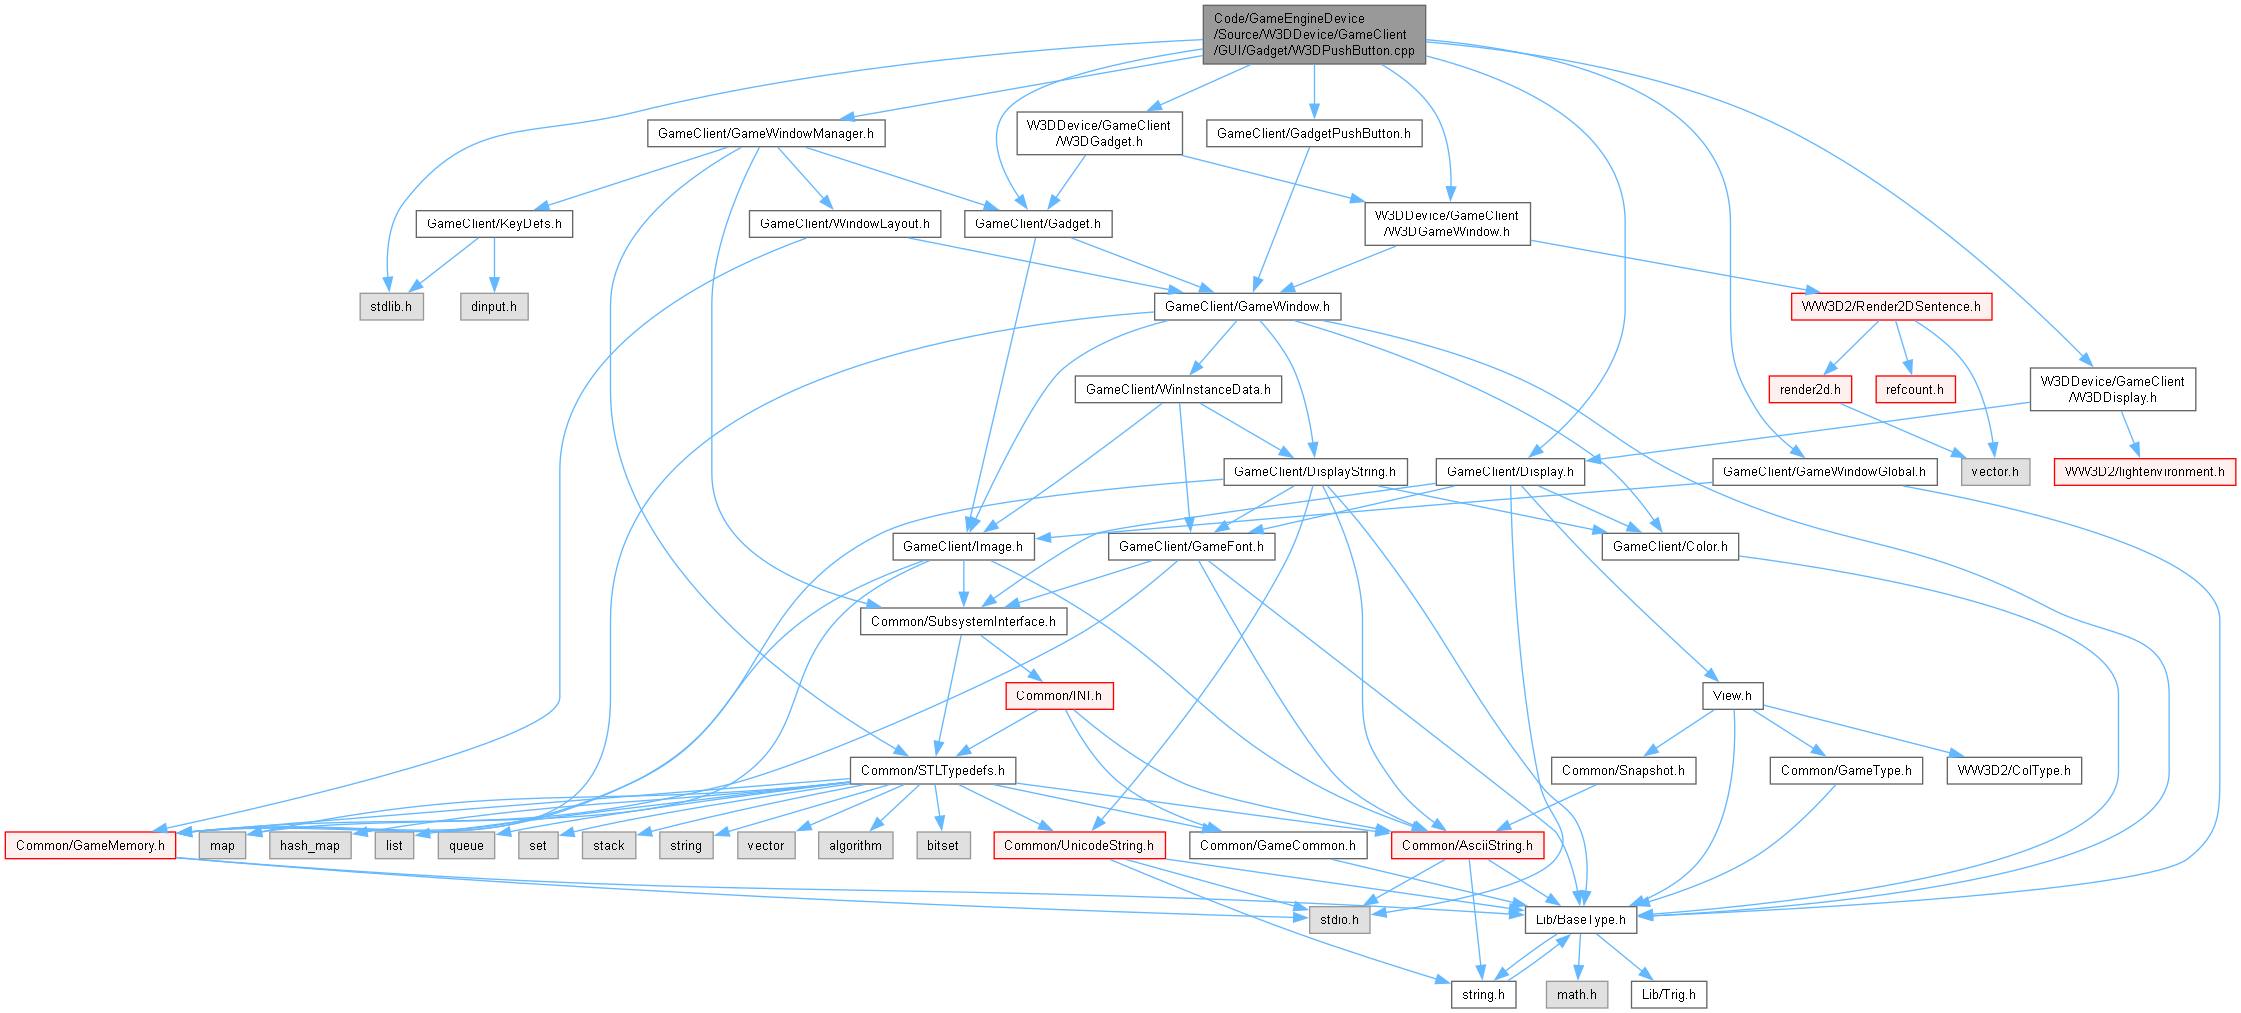 Code/GameEngineDevice
/Source/W3DDevice/GameClient
/GUI/Gadget/W3DPushButton.cpp
GameClient/GameWindowManager.h
W3DDevice/GameClient
/W3DGadget.h
GameClient/GadgetPushButton.h
GameClient/KeyDefs.h
GameClient/WindowLayout.h
GameClient/Gadget.h
W3DDevice/GameClient
/W3DGameWindow.h
stdlib.h
dinput.h
GameClient/GameWindow.h
WW3D2/Render2DSentence.h
GameClient/WinInstanceData.h
render2d.h
refcount.h
W3DDevice/GameClient
/W3DDisplay.h
GameClient/DisplayString.h
GameClient/Display.h
GameClient/GameWindowGlobal.h
vector.h
WW3D2/lightenvironment.h
GameClient/Image.h
GameClient/GameFont.h
GameClient/Color.h
Common/SubsystemInterface.h
Common/INI.h
View.h
Common/STLTypedefs.h
Common/Snapshot.h
Common/GameType.h
WW3D2/ColType.h
Common/GameMemory.h
map
hash_map
list
queue
set
stack
string
vector
algorithm
bitset
Common/UnicodeString.h
Common/GameCommon.h
Common/AsciiString.h
stdio.h
Lib/BaseType.h
string.h
math.h
Lib/Trig.h